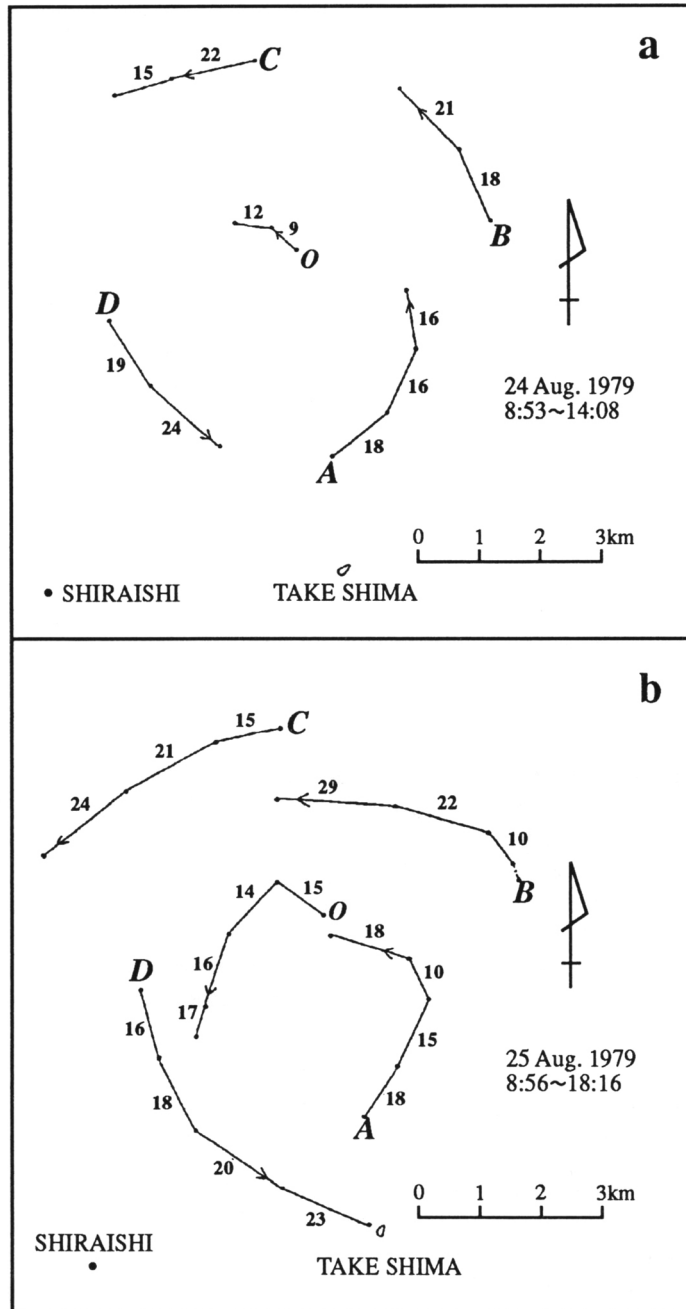 a
22
C
15
21
18
B
12
9
O
D
16
19
16
24
18
A
24 Aug. 1979
8:53~14:08
0 1 2 3km
• SHIRAISHI
TAKE SHIMA
b
15
C
21
24
29
22
10
B
15
O
14
18
D
16
10
17
16
15
18
18
A
20
23
25 Aug. 1979
8:56~18:16
0 1 2 3km
SHIRAISHI
TAKE SHIMA